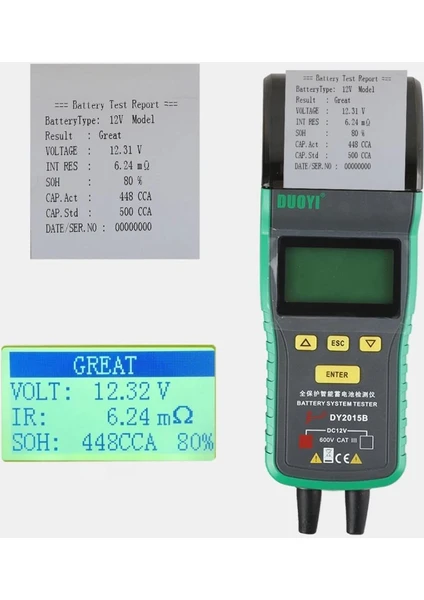 === Battery Test Report ===
BatteryType: 12V Model
Result : Great
VOLTAGE : 12.31 V
INT RES : 6.24 mΩ
SOH : 80 %
CAP.Act : 448 CCA
CAP.Std : 500 CCA
DATE/SER.NO : 00000000
=== Battery Test Report ===
BatteryType: 12V Model
Result : Great
VOLTAGE : 12.31 V
INT RES : 6.24 mΩ
SOH : 80 %
CAP.Act : 448 CCA
CAP.Std : 500 CCA
DATE/SER.NO : 00000000
DUOYI
ESC
ENTER
全保护智能蓄电池检测仪
BATTERY SYSTEM TESTER
DY2015B
DC12V
600V CAT III
CE
GREAT
VOLT: 12.32 V
IR: 6.24 mΩ
SOH: 448CCA 80%